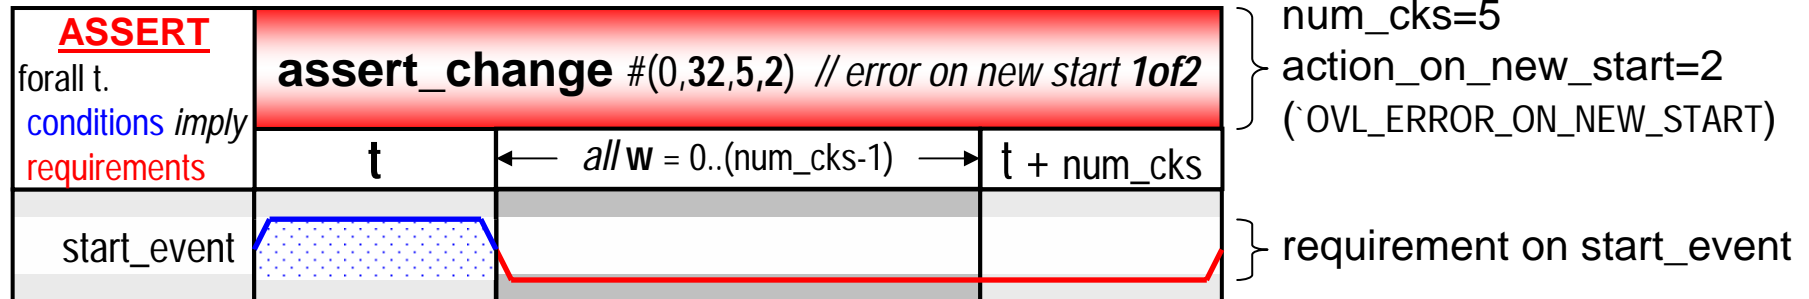 ASSERT
forall t.
conditions imply
requirements
assert_change #(0,32,5,2) // error on new start 1of2
t
all w = 0..(num_cks-1)
t + num_cks
start_event
num_cks=5
action_on_new_start=2
(`OVL_ERROR_ON_NEW_START)
requirement on start_event